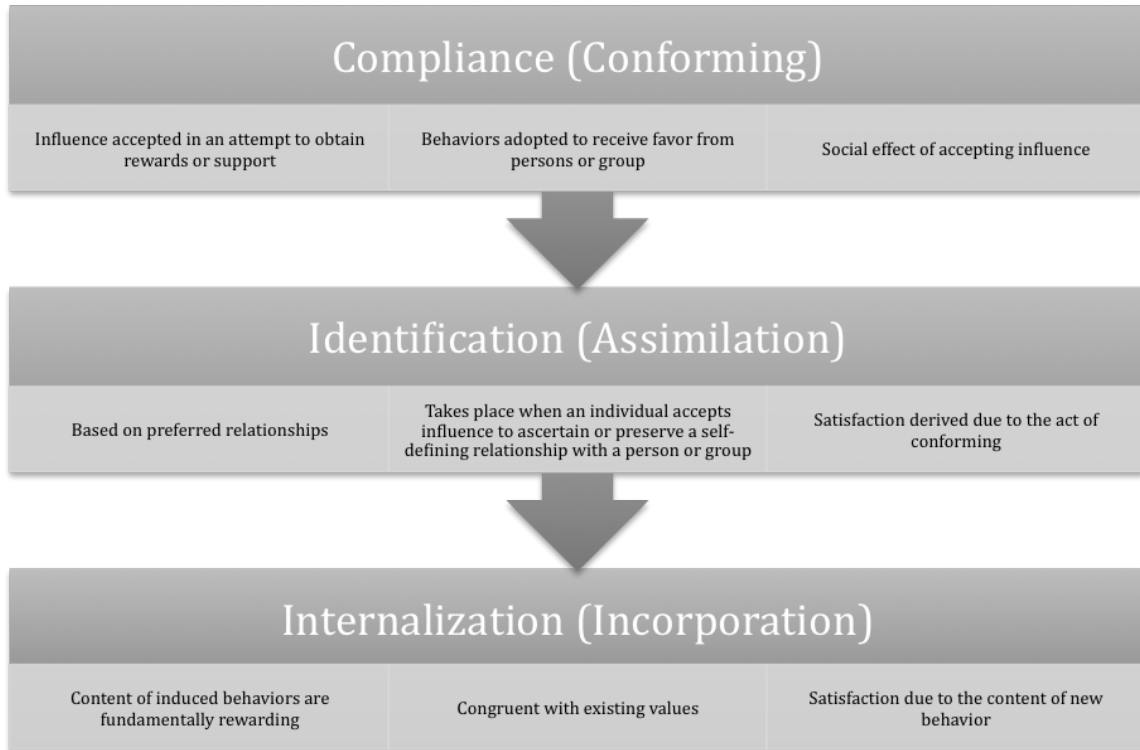 Compliance (Conforming)
Influence accepted in an attempt to obtain
rewards or support
Behaviors adopted to receive favor from
persons or group
Social effect of accepting influence
Identification (Assimilation)
Based on preferred relationships
Takes place when an individual accepts
influence to ascertain or preserve a self-
defining relationship with a person or group
Satisfaction derived due to the act of
conforming
Internalization (Incorporation)
Content of induced behaviors are
fundamentally rewarding
Congruent with existing values
Satisfaction due to the content of new
behavior